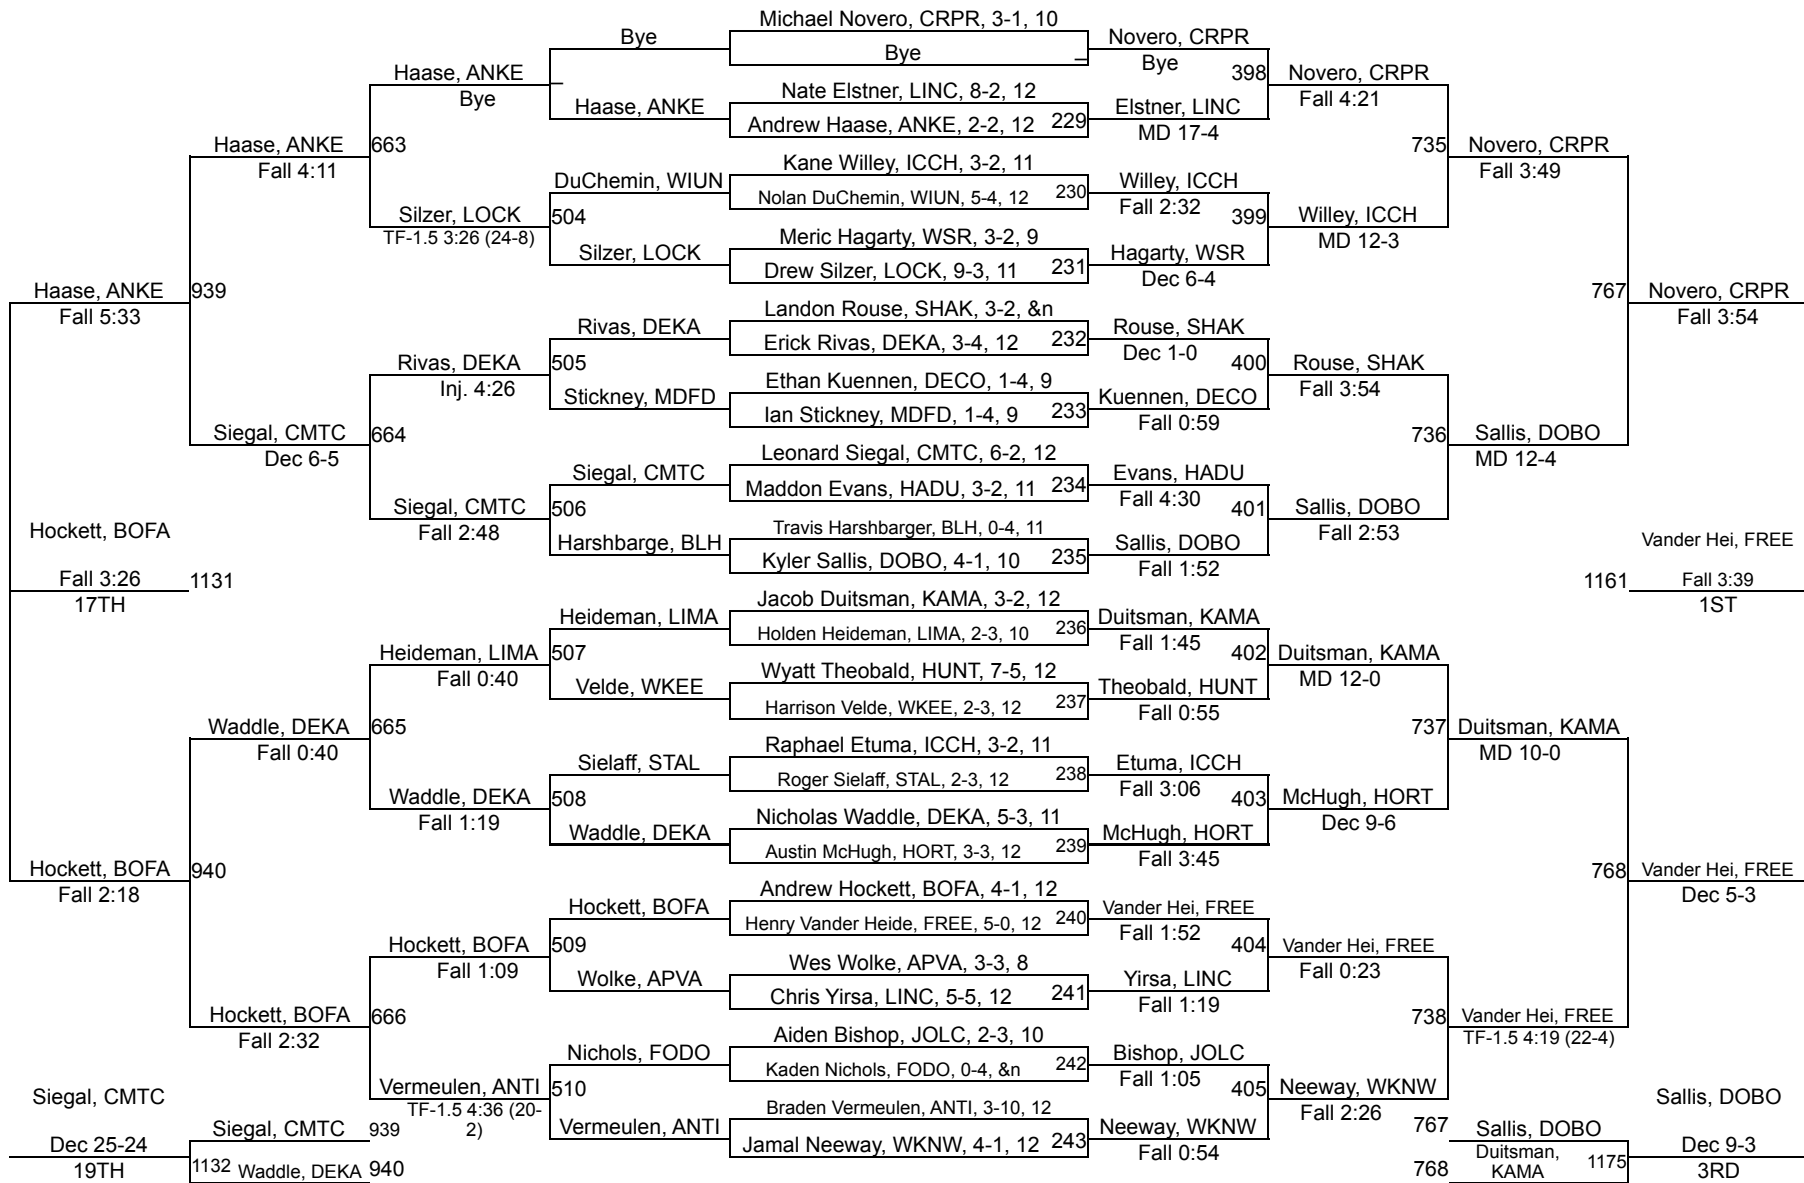 Michael Novero, CRPR, 3-1, 10
Bye
Bye
_
Novero, CRPR
Bye
398
Haase, ANKE
Bye
_
Nate Elstner, LINC, 8-2, 12
Haase, ANKE
Andrew Haase, ANKE, 2-2, 12 229
Elstner, LINC
MD 17-4
Novero, CRPR
Fall 4:21
Haase, ANKE
Fall 4:11
663
Kane Willey, ICCH, 3-2, 11
DuChemin, WIUN
Nolan DuChemin, WIUN, 5-4, 12 230
Willey, ICCH
Fall 2:32
399
735
Novero, CRPR
Fall 3:49
Silzer, LOCK
TF-1.5 3:26 (24-8)
504
Meric Hagarty, WSR, 3-2, 9
Silzer, LOCK
Drew Silzer, LOCK, 9-3, 11 231
Hagarty, WSR
Dec 6-4
Willey, ICCH
MD 12-3
Haase, ANKE
Fall 5:33
939
Landon Rouse, SHAK, 3-2, &n
Rivas, DEKA
Erick Rivas, DEKA, 3-4, 12 232
Rouse, SHAK
Dec 1-0
400
767
Novero, CRPR
Fall 3:54
Rivas, DEKA
Inj. 4:26
505
Ethan Kuennen, DECO, 1-4, 9
Stickney, MDFD
Ian Stickney, MDFD, 1-4, 9 233
Kuennen, DECO
Fall 0:59
Rouse, SHAK
Fall 3:54
Siegal, CMTC
Dec 6-5
664
Leonard Siegal, CMTC, 6-2, 12
Siegal, CMTC
Maddon Evans, HADU, 3-2, 11 234
Evans, HADU
Fall 4:30
401
736
Sallis, DOBO
MD 12-4
Siegal, CMTC
Fall 2:48
506
Travis Harshbarger, BLH, 0-4, 11
Harshbarge, BLH
Kyler Sallis, DOBO, 4-1, 10 235
Sallis, DOBO
Fall 1:52
Sallis, DOBO
Fall 2:53
Hockett, BOFA
Fall 3:26
1131
17TH
Vander Hei, FREE
1161
Fall 3:39
1ST
Jacob Duitsman, KAMA, 3-2, 12
Heideman, LIMA
Holden Heideman, LIMA, 2-3, 10 236
Duitsman, KAMA
Fall 1:45
402
Heideman, LIMA
Fall 0:40
507
Wyatt Theobald, HUNT, 7-5, 12
Velde, WKEE
Harrison Velde, WKEE, 2-3, 12 237
Theobald, HUNT
Fall 0:55
Duitsman, KAMA
MD 12-0
Waddle, DEKA
Fall 0:40
665
Raphael Etuma, ICCH, 3-2, 11
Sielaff, STAL
Roger Sielaff, STAL, 2-3, 12 238
Etuma, ICCH
Fall 3:06
403
737
Duitsman, KAMA
MD 10-0
Waddle, DEKA
Fall 1:19
508
Nicholas Waddle, DEKA, 5-3, 11
Waddle, DEKA
Austin McHugh, HORT, 3-3, 12 239
McHugh, HORT
Fall 3:45
McHugh, HORT
Dec 9-6
Hockett, BOFA
Fall 2:18
940
Andrew Hockett, BOFA, 4-1, 12
Hockett, BOFA
Henry Vander Heide, FREE, 5-0, 12 240
Vander Hei, FREE
Fall 1:52
404
768
Vander Hei, FREE
Dec 5-3
Hockett, BOFA
Fall 1:09
509
Wes Wolke, APVA, 3-3, 8
Wolke, APVA
Chris Yirsa, LINC, 5-5, 12 241
Yirsa, LINC
Fall 1:19
Vander Hei, FREE
Fall 0:23
Hockett, BOFA
Fall 2:32
666
Aiden Bishop, JOLC, 2-3, 10
Nichols, FODO
Kaden Nichols, FODO, 0-4, &n 242
Bishop, JOLC
Fall 1:05
405
738
Vander Hei, FREE
TF-1.5 4:19 (22-4)
Vermeulen, ANTI
TF-1.5 4:36 (20-
2)
510
Braden Vermeulen, ANTI, 3-10, 12
Vermeulen, ANTI
Jamal Neeway, WKNW, 4-1, 12 243
Neeway, WKNW
Fall 0:54
Neeway, WKNW
Fall 2:26
Siegal, CMTC
Dec 25-24
19TH
Siegal, CMTC
939
1132
Waddle, DEKA
940
767
Sallis, DOBO
768
Duitsman,
KAMA
1175
Sallis, DOBO
Dec 9-3
3RD